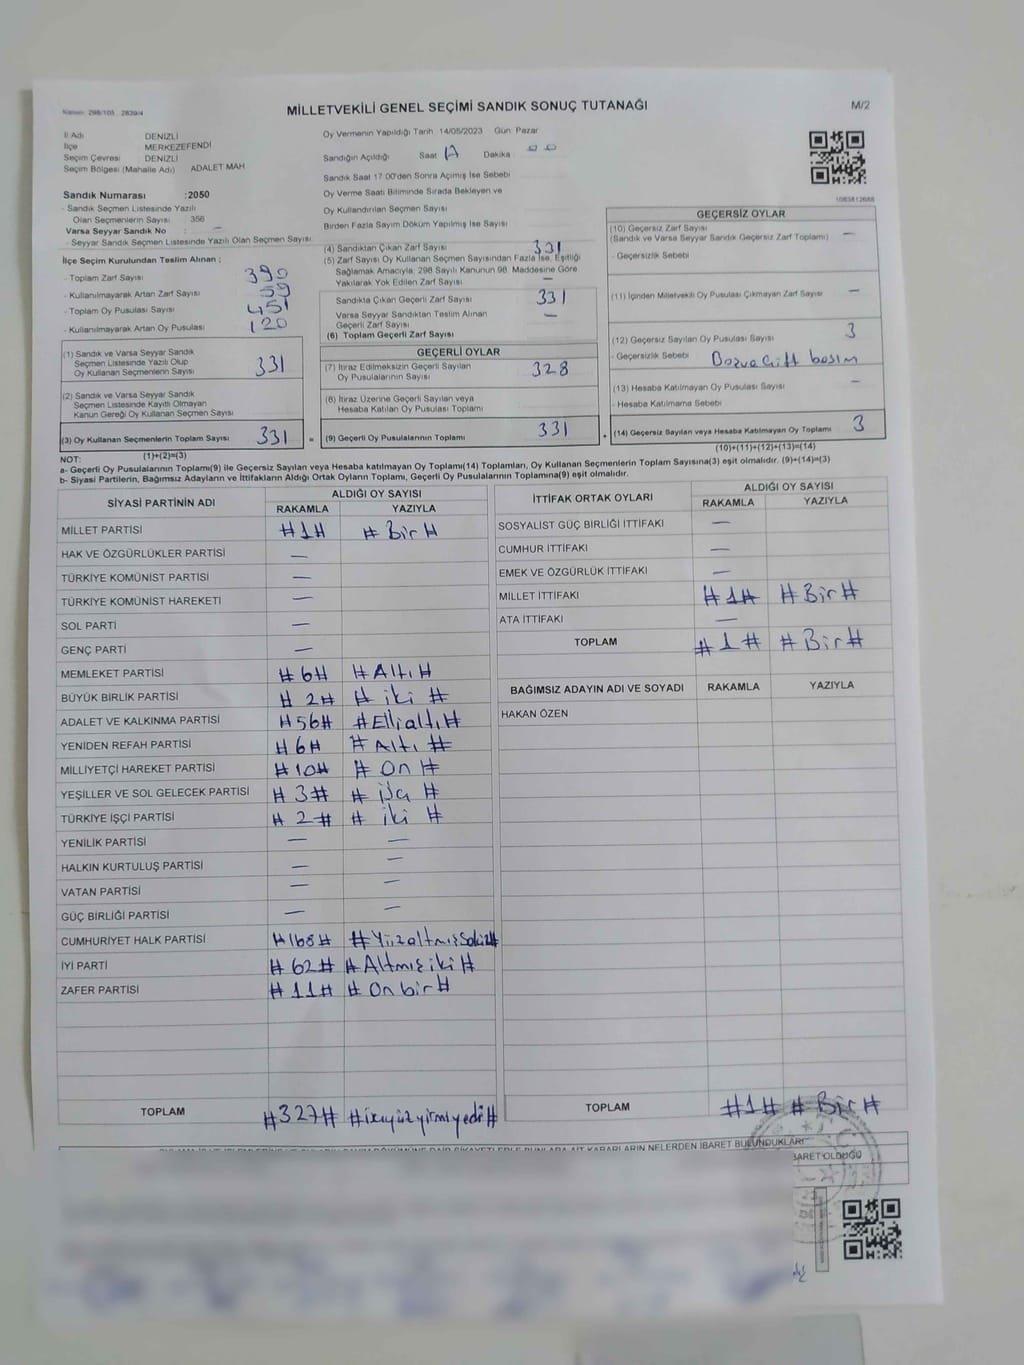 Kanun: 298/105 2839/4
MİLLETVEKİLİ GENEL SEÇİMİ SANDIK SONUÇ TUTANAĞI
M/2
İl Adı DENİZLİ
İlçe MERKEZEFENDİ
Seçim Çevresi DENİZLİ
Seçim Bölgesi (Mahalle Adı) ADALET MAH
Sandık Numarası :2050
- Sandık Seçmen Listesinde Yazılı
Olan Seçmenlerin Sayısı 356
Varsa Seyyar Sandık No —
- Seyyar Sandık Seçmen Listesinde Yazılı Olan Seçmen Sayısı
İlçe Seçim Kurulundan Teslim Alınan :
- Toplam Zarf Sayısı 390
- Kullanılmayarak Artan Zarf Sayısı 59
- Toplam Oy Pusulası Sayısı 451
- Kullanılmayarak Artan Oy Pusulası 120
(1) Sandık ve Varsa Seyyar Sandık
Seçmen Listesinde Yazılı Olup
Oy Kullanan Seçmenlerin Sayısı 331
(2) Sandık ve Varsa Seyyar Sandık
Seçmen Listesinde Kayıtlı Olmayan
Kanun Gereği Oy Kullanan Seçmen Sayısı
(3) Oy Kullanan Seçmenlerin Toplam Sayısı 331 =
(1)+(2)=(3)
Oy Vermenin Yapıldığı Tarih 14/05/2023 Gün Pazar
Sandığın Açıldığı Saat Dakika
Sandık Saat 17:00'den Sonra Açımış İse Sebebi
Oy Verme Saati Bitiminde Sırada Bekleyen ve
Oy Kullandırılan Seçmen Sayısı
Birden Fazla Sayım Döküm Yapılmış İse Sayısı
(4) Sandıktan Çıkan Zarf Sayısı 331
(5) Zarf Sayısı Oy Kullanan Seçmen Sayısından Fazla İse, Eşitliği
Sağlamak Amacıyla, 298 Sayılı Kanunun 98. Maddesine Göre
Yakılarak Yok Edilen Zarf Sayısı —
Sandıkta Çıkan Geçerli Zarf Sayısı 331
Varsa Seyyar Sandıktan Teslim Alınan
Geçerli Zarf Sayısı —
(6) Toplam Geçerli Zarf Sayısı
GEÇERLİ OYLAR
(7) İtiraz Edilmeksizin Geçerli Sayılan
Oy Pusulalarının Sayısı 328
(8) İtiraz Üzerine Geçerli Sayılan veya
Hesaba Katılan Oy Pusulası Toplamı
(9) Geçerli Oy Pusulalarının Toplamı 331 +
1083812688
GEÇERSİZ OYLAR
(10) Geçersiz Zarf Sayısı
(Sandık ve Varsa Seyyar Sandık Geçersiz Zarf Toplamı) —
- Geçersizlik Sebebi
(11) İçinden Milletvekili Oy Pusulası Çıkmayan Zarf Sayısı —
(12) Geçersiz Sayılan Oy Pusulası Sayısı 3
- Geçersizlik Sebebi
(13) Hesaba Katılmayan Oy Pusulası Sayısı —
- Hesaba Katılmama Sebebi
(14) Geçersiz Sayılan veya Hesaba Katılmayan Oy Toplamı 3
(10)+(11)+(12)+(13)=(14)
NOT:
a- Geçerli Oy Pusulalarının Toplamı(9) ile Geçersiz Sayılan veya Hesaba katılmayan Oy Toplamı(14) Toplamları, Oy Kullanan Seçmenlerin Toplam Sayısına(3) eşit olmalıdır. (9)+(14)=(3)
b- Siyasi Partilerin, Bağımsız Adayların ve İttifakların Aldığı Ortak Oyların Toplamı, Geçerli Oy Pusulalarının Toplamına(9) eşit olmalıdır.
SİYASİ PARTİNİN ADI ALDIĞI OY SAYISI
RAKAMLA YAZIYLA
MİLLET PARTİSİ #1# # Bir #
HAK VE ÖZGÜRLÜKLER PARTİSİ —
TÜRKİYE KOMÜNİST PARTİSİ —
TÜRKİYE KOMÜNİST HAREKETİ —
SOL PARTİ —
GENÇ PARTİ —
MEMLEKET PARTİSİ #6# #Altı#
BÜYÜK BİRLİK PARTİSİ #2# # iki #
ADALET VE KALKINMA PARTİSİ #56# #Ellialtı#
YENİDEN REFAH PARTİSİ #6# # Altı #
MİLLİYETÇİ HAREKET PARTİSİ #10# # On #
YEŞİLLER VE SOL GELECEK PARTİSİ #3# # üç #
TÜRKİYE İŞÇİ PARTİSİ #2# # iki #
YENİLİK PARTİSİ — —
HALKIN KURTULUŞ PARTİSİ — —
VATAN PARTİSİ — —
GÜÇ BİRLİĞİ PARTİSİ — —
CUMHURİYET HALK PARTİSİ #168# #Yüzaltmışsekiz#
İYİ PARTİ #62# #Altmışiki#
ZAFER PARTİSİ #11# # Onbir#
TOPLAM #327# #ikiyüzyirmiyedi#
İTTİFAK ORTAK OYLARI ALDIĞI OY SAYISI
RAKAMLA YAZIYLA
SOSYALİST GÜÇ BİRLİĞİ İTTİFAKI —
CUMHUR İTTİFAKI —
EMEK VE ÖZGÜRLÜK İTTİFAKI —
MİLLET İTTİFAKI #1# #Bir#
ATA İTTİFAKI —
TOPLAM #1# #Bir#
BAĞIMSIZ ADAYIN ADI VE SOYADI RAKAMLA YAZIYLA
HAKAN ÖZEN
TOPLAM #1# # Bir #
KARARLARIN NELERDEN İBARET BULUNDUKLARI
BARET OLDUĞU